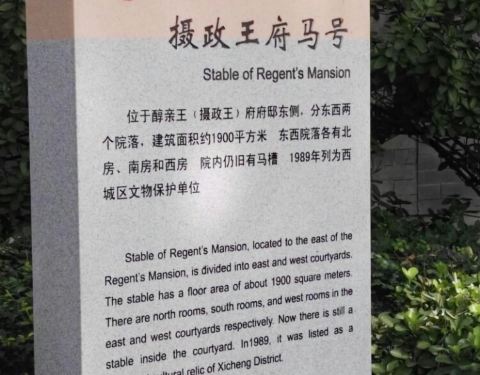 摄政王府马号
Stable of Regent's Mansion
位于醇亲王（摄政王）府府邸东侧，分东西两
个院落，建筑面积约1900平方米　东西院落各有北
房、南房和西房　院内仍旧有马槽　1989年列为西
城区文物保护单位
Stable of Regent's Mansion, located to the east of the
Regent's Mansion, is divided into east and west courtyards.
The stable has a floor area of about 1900 square meters.
There are north rooms, south rooms, and west rooms in the
east and west courtyards respectively. Now there is still a
stable inside the courtyard. In1989, it was listed as a
relic of Xicheng District.